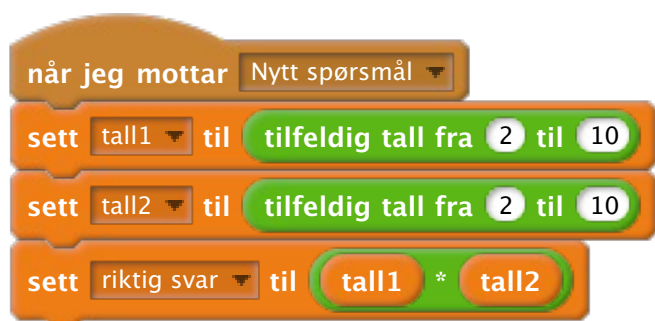 når jeg mottar Nytt spørsmål
sett tall1 til tilfeldig tall fra 2 til 10
sett tall2 til tilfeldig tall fra 2 til 10
sett riktig svar til tall1 * tall2